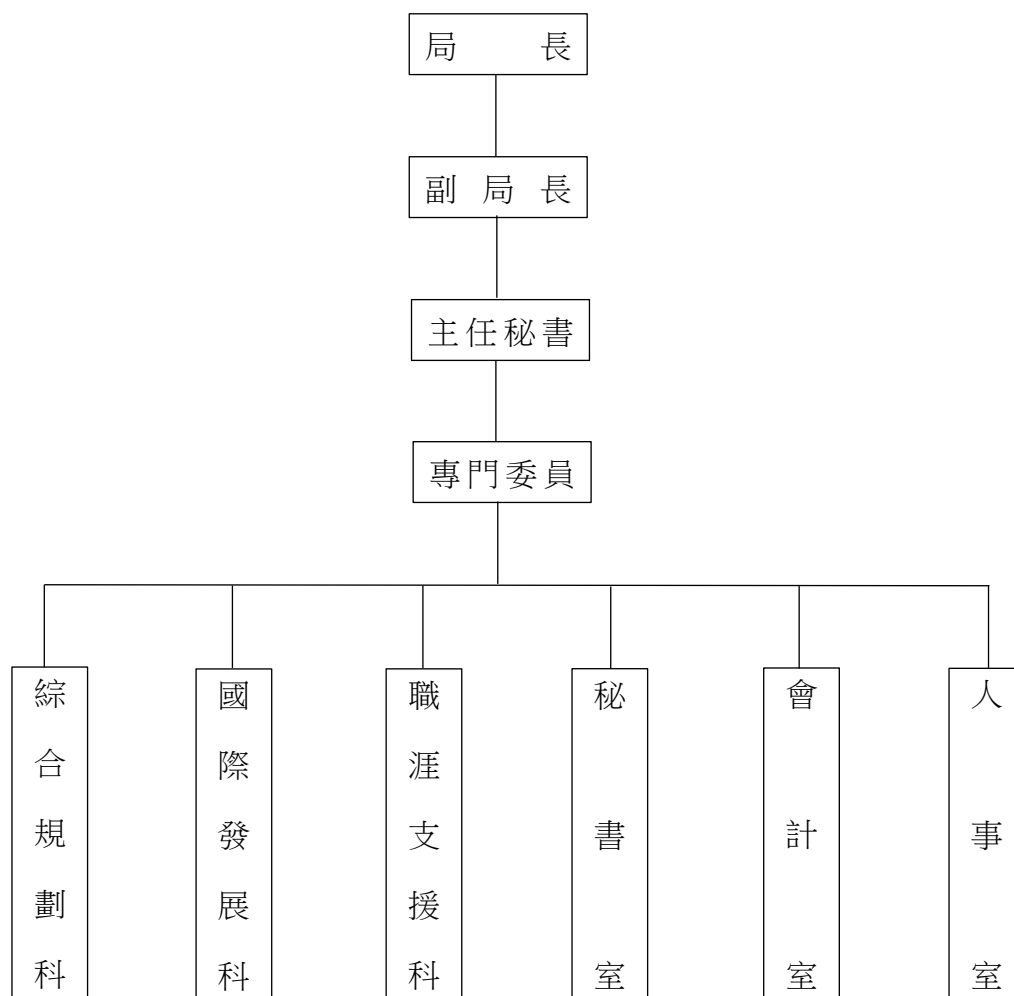 局長
副局長
主任秘書
專門委員
綜合規劃科
國際發展科
職涯支援科
秘書室
會計室
人事室